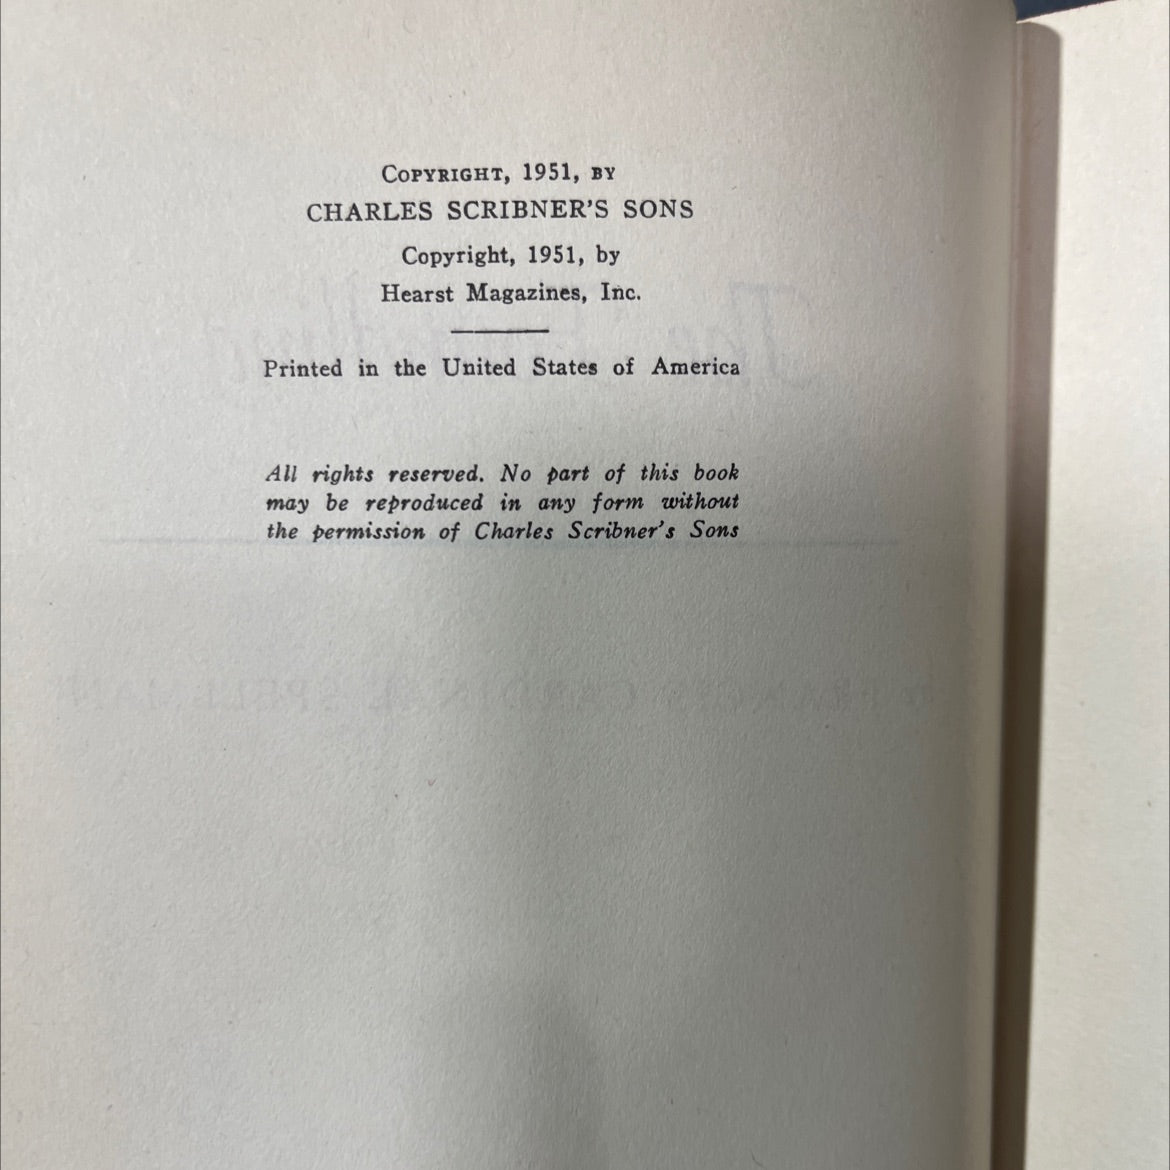 COPYRIGHT, 1951, BY
CHARLES SCRIBNER'S SONS
Copyright, 1951, by
Hearst Magazines, Inc.
Printed in the United States of America
All rights reserved. No part of this book
may be reproduced in any form without
the permission of Charles Scribner's Sons